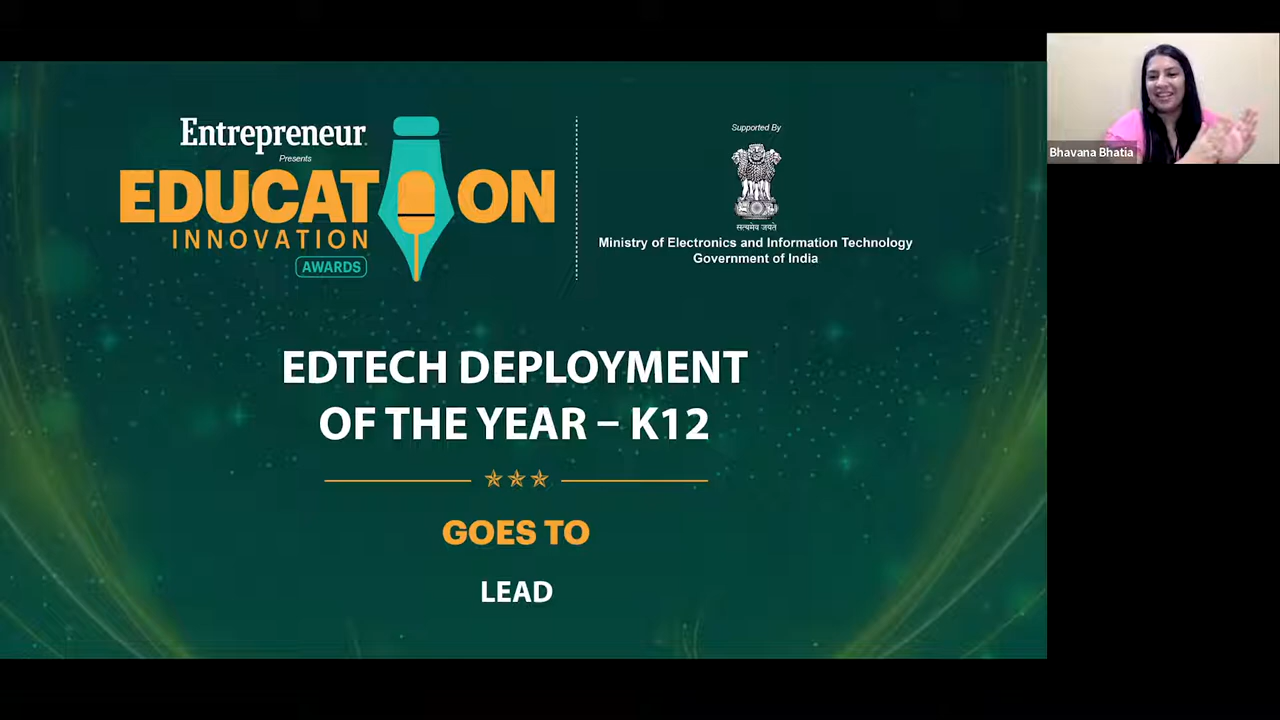 Entrepreneur
Presents
EDUCATION
INNOVATION
AWARDS
Supported By
सत्यमेव जयते
Ministry of Electronics and Information Technology
Government of India
EDTECH DEPLOYMENT
OF THE YEAR – K12
GOES TO
LEAD
Bhavana Bhatia